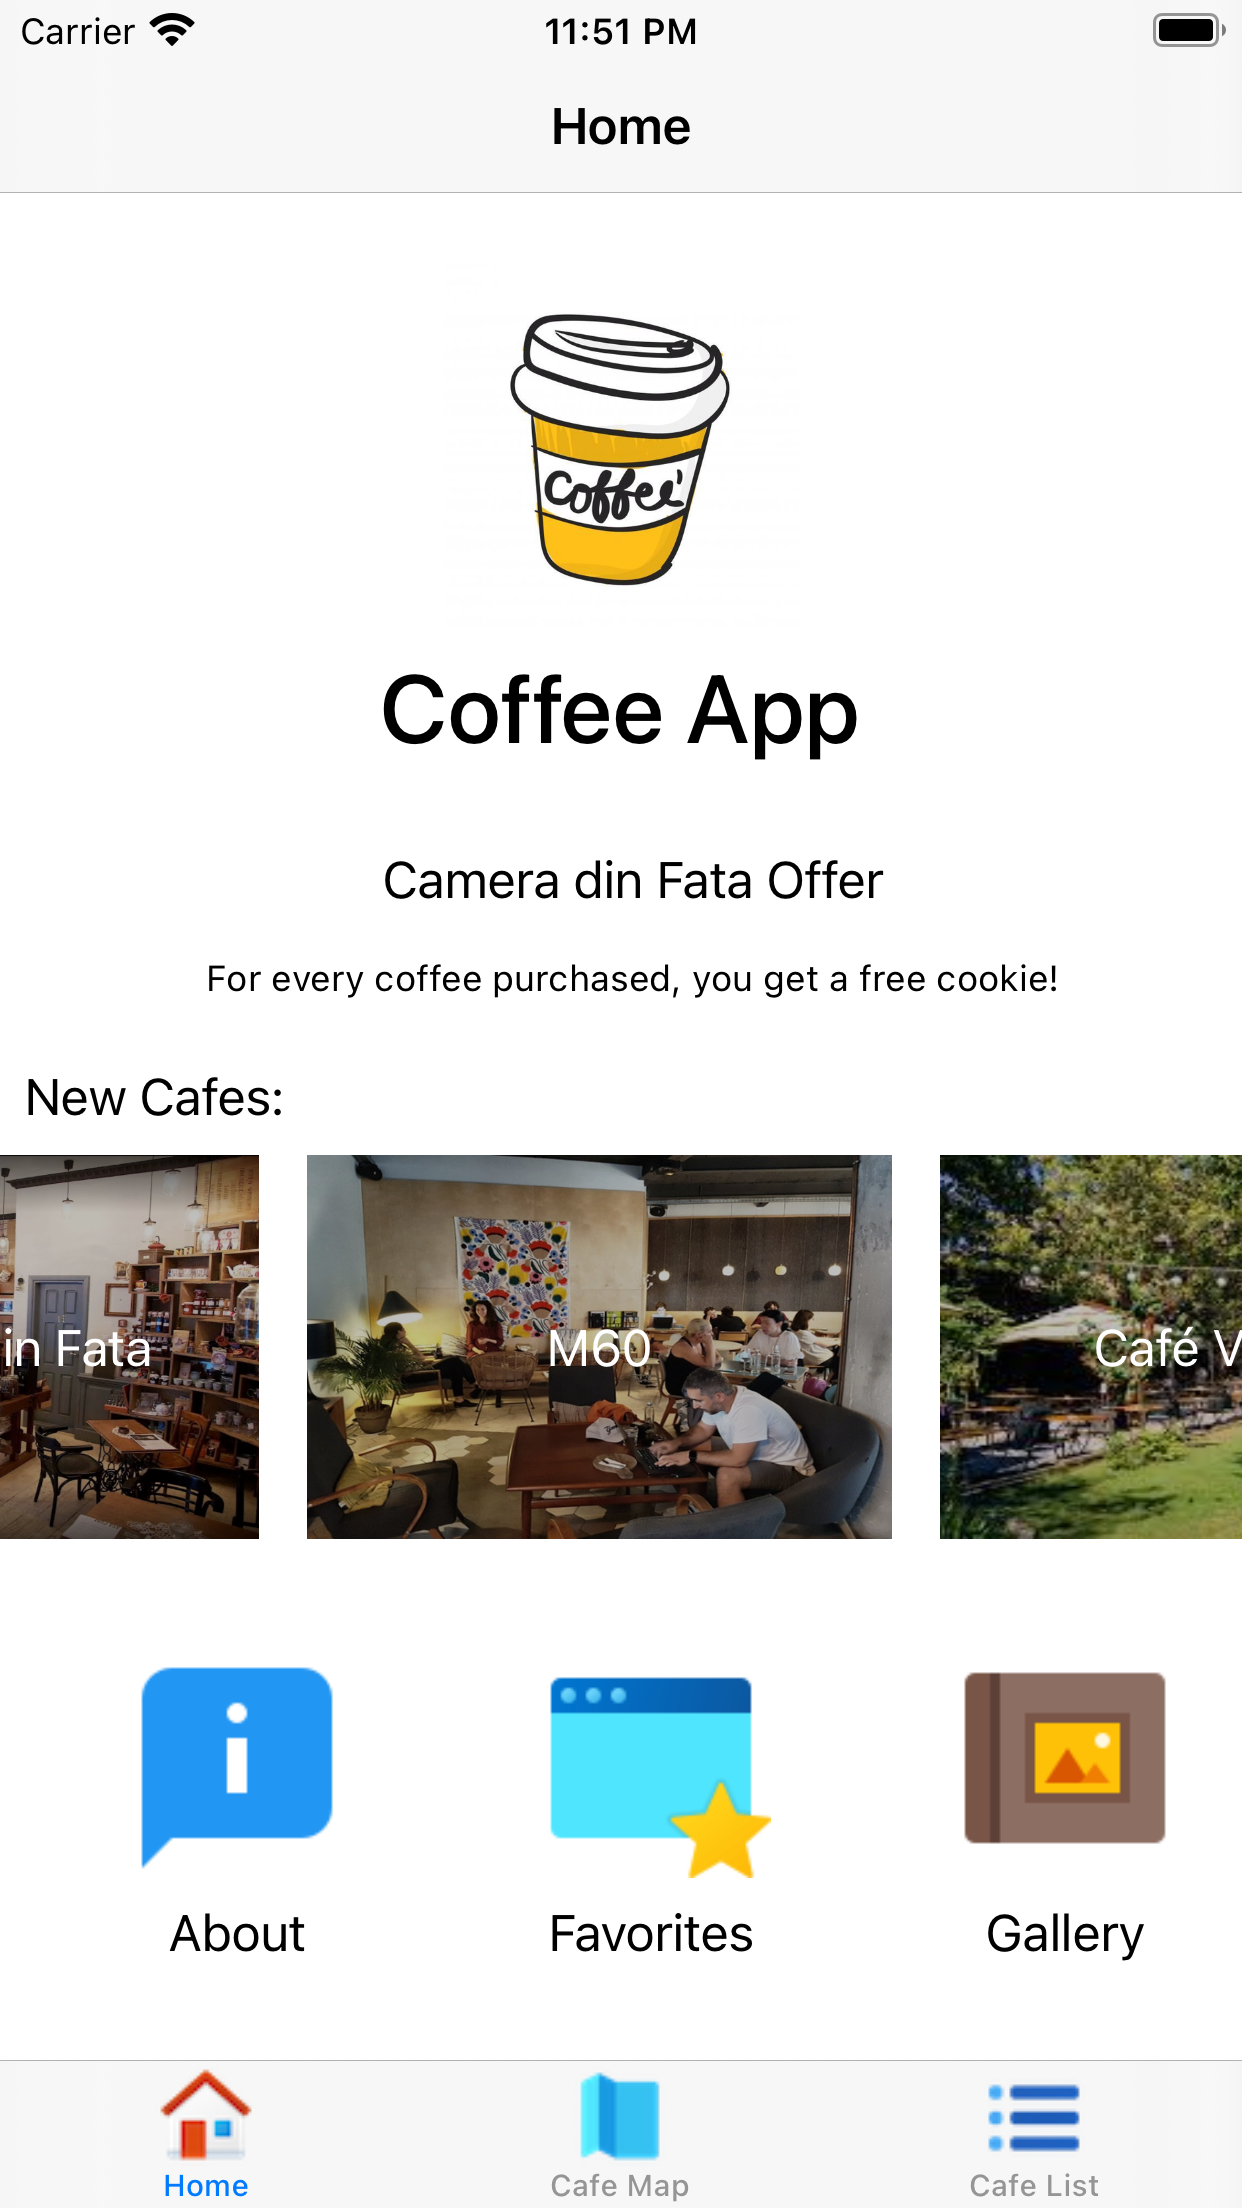 Carrier
11:51 PM
Home
Coffee
Coffee App
Camera din Fata Offer
For every coffee purchased, you get a free cookie!
New Cafes:
in Fata
M60
Café V
About
Favorites
Gallery
Home
Cafe Map
Cafe List